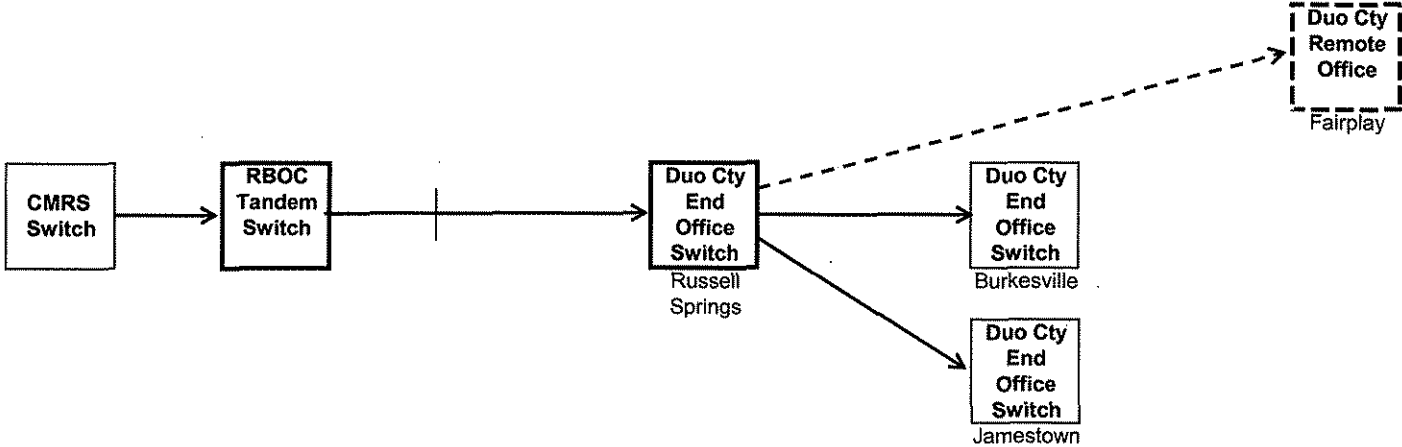 Duo Cty
Remote
Office
Fairplay
CMRS
Switch
RBOC
Tandem
Switch
Duo Cty
End
Office
Switch
Russell
Springs
Duo Cty
End
Office
Switch
Burkesville
Duo Cty
End
Office
Switch
Jamestown